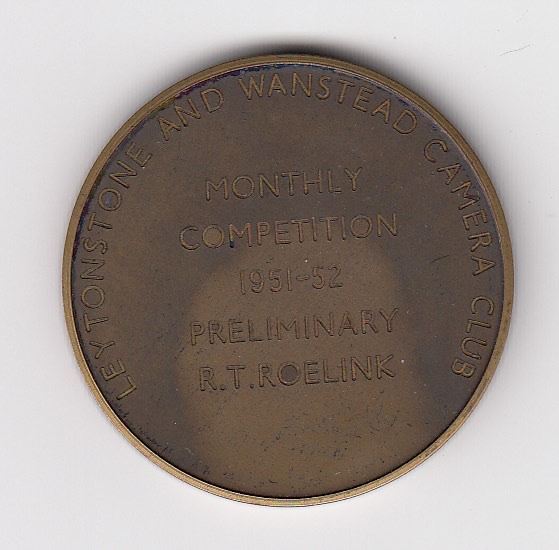 LEYTONSTONE AND WANSTEAD CAMERA CLUB
MONTHLY
COMPETITION
1951-52
PRELIMINARY
R.T.ROELINK